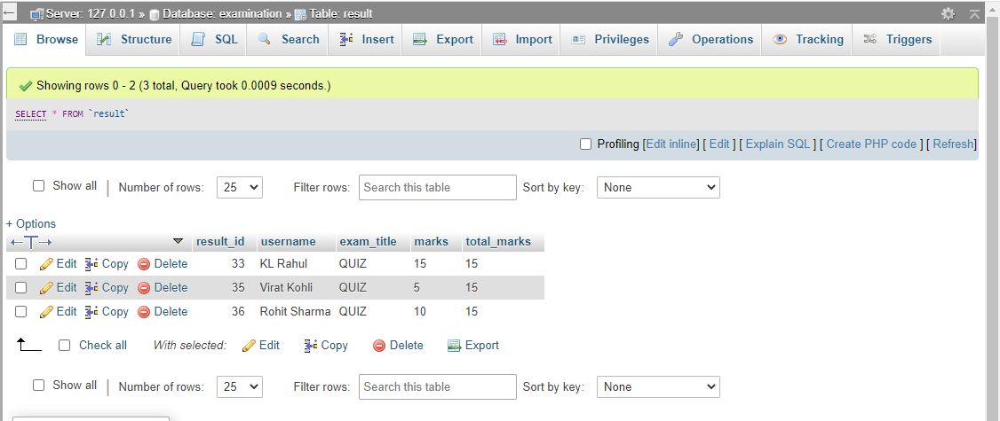 Server: 127.0.0.1 » Database: examination » Table: result
Browse Structure SQL Search Insert Export Import Privileges Operations Tracking Triggers
Showing rows 0 - 2 (3 total, Query took 0.0009 seconds.)
SELECT * FROM `result`
Profiling [Edit inline] [ Edit ] [ Explain SQL ] [ Create PHP code ] [ Refresh]
Show all | Number of rows: 25 Filter rows: Search this table Sort by key: None
+ Options
←T→ result_id username exam_title marks total_marks
Edit Copy Delete 33 KL Rahul QUIZ 15 15
Edit Copy Delete 35 Virat Kohli QUIZ 5 15
Edit Copy Delete 36 Rohit Sharma QUIZ 10 15
Check all With selected: Edit Copy Delete Export
Show all | Number of rows: 25 Filter rows: Search this table Sort by key: None